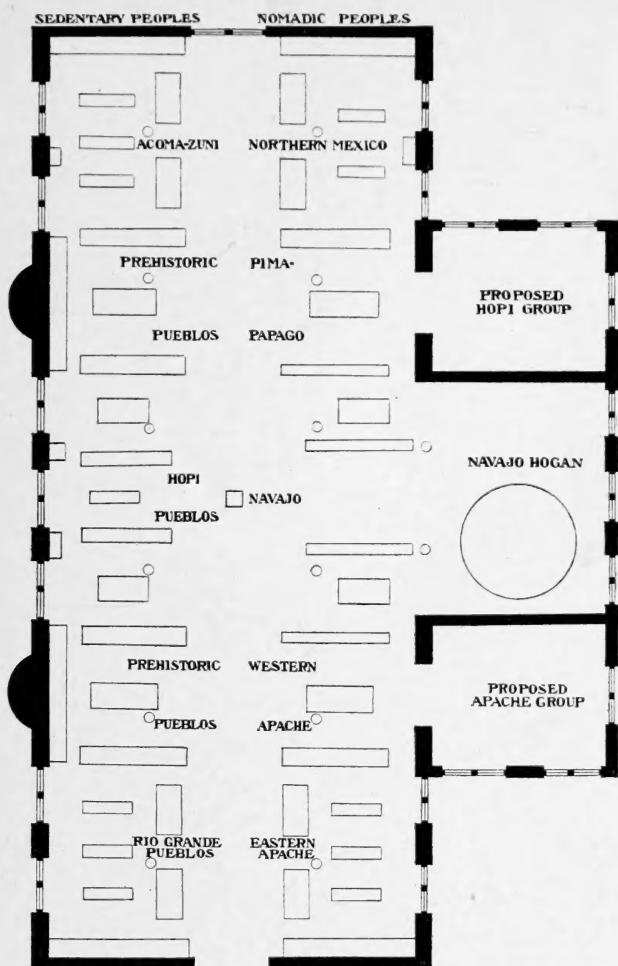 SEDENTARY PEOPLES
NOMADIC PEOPLES
ACOMA-ZUNI
NORTHERN MEXICO
PREHISTORIC
PUEBLOS
PIMA-
PAPAGO
PROPOSED
HOPI GROUP
HOPI
PUEBLOS
NAVAJO
NAVAJO HOGAN
PREHISTORIC
PUEBLOS
WESTERN
APACHE
PROPOSED
APACHE GROUP
RIO GRANDE
PUEBLOS
EASTERN
APACHE